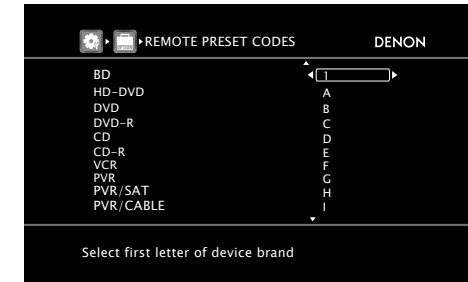 OPTION REMOTE PRESET CODES DENON
BD 1
HD-DVD A
DVD B
DVD-R C
CD D
CD-R E
VCR F
PVR G
PVR/SAT H
PVR/CABLE I
Select first letter of device brand